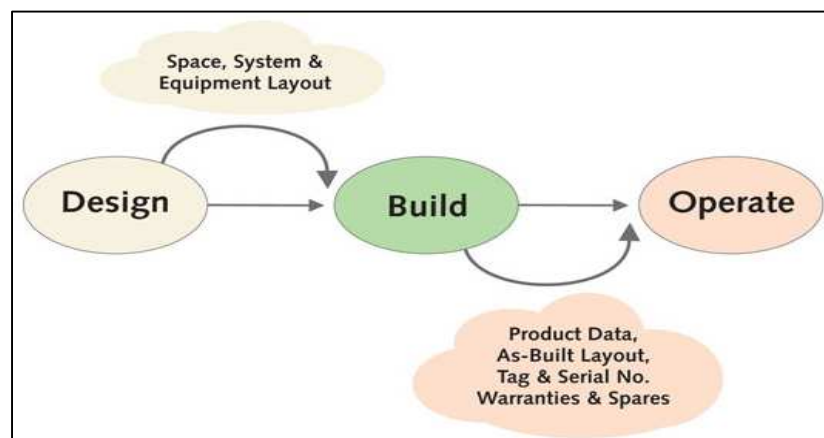 Space, System &
Equipment Layout
Design
Build
Operate
Product Data,
As-Built Layout,
Tag & Serial No.
Warranties & Spares